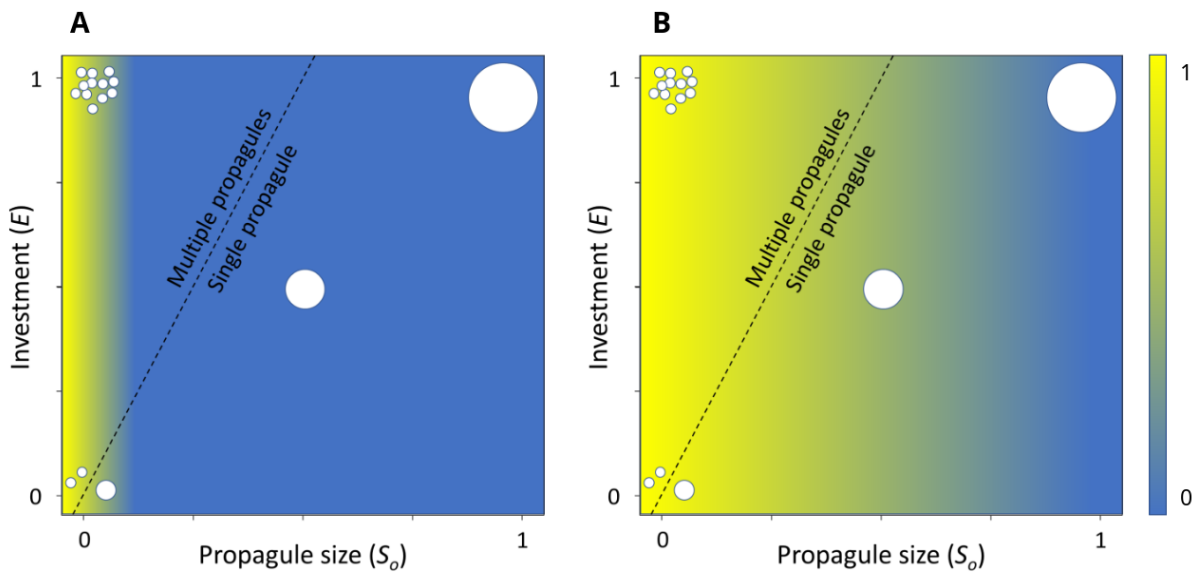 A
B
1
1
1
Multiple propagules
Single propagule
Multiple propagules
Single propagule
Investment (E)
Investment (E)
0
0
0
0
1
0
1
Propagule size (Sₒ)
Propagule size (Sₒ)